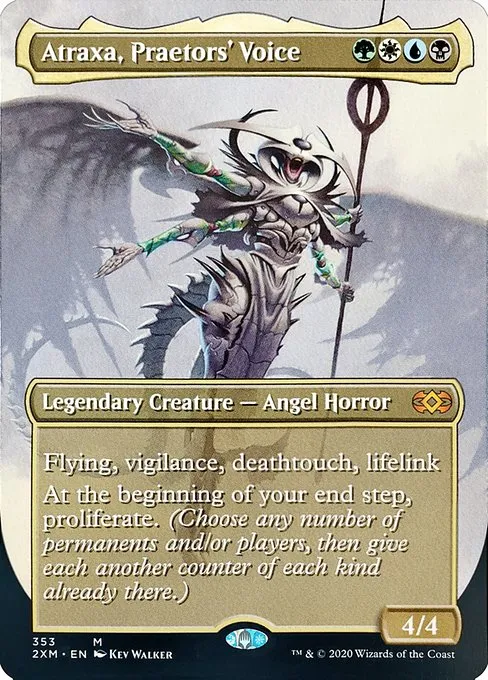 Atraxa, Praetors' Voice
Legendary Creature — Angel Horror
Flying, vigilance, deathtouch, lifelink
At the beginning of your end step,
proliferate. (Choose any number of
permanents and/or players, then give
each another counter of each kind
already there.)
4/4
353 M
2XM • EN Kev Walker
™ & © 2020 Wizards of the Coast